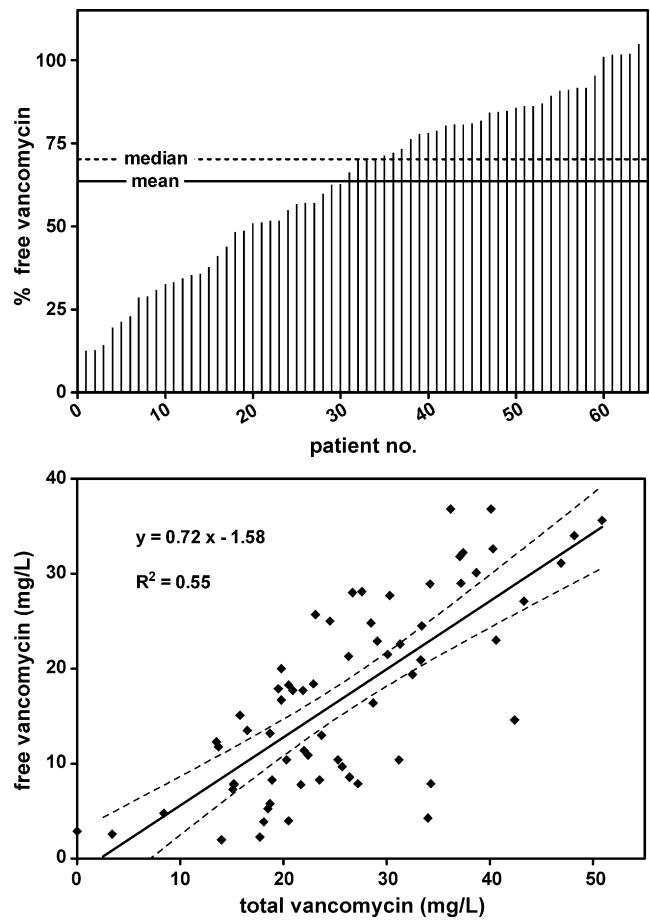 100
75
50
25
0
% free vancomycin
median
mean
0 10 20 30 40 50 60
patient no.
40
30
20
10
0
free vancomycin (mg/L)
y = 0.72 x - 1.58
R² = 0.55
0 10 20 30 40 50
total vancomycin (mg/L)